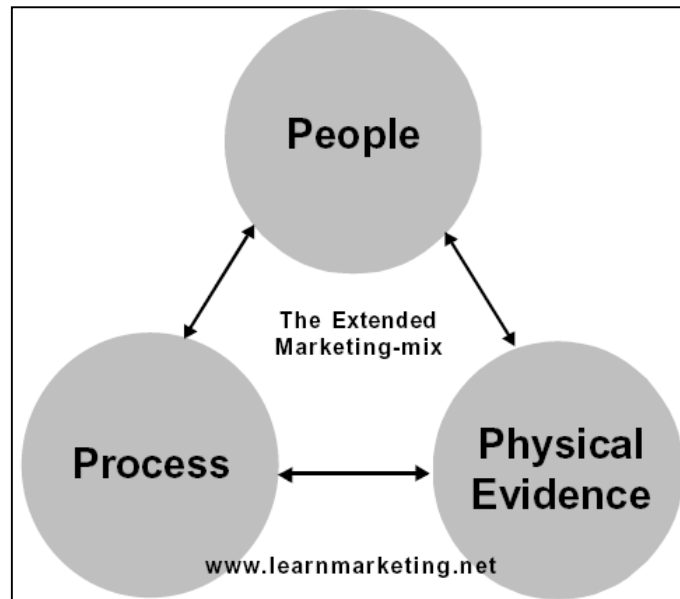 People
The Extended
Marketing-mix
Process
Physical
Evidence
www.learnmarketing.net